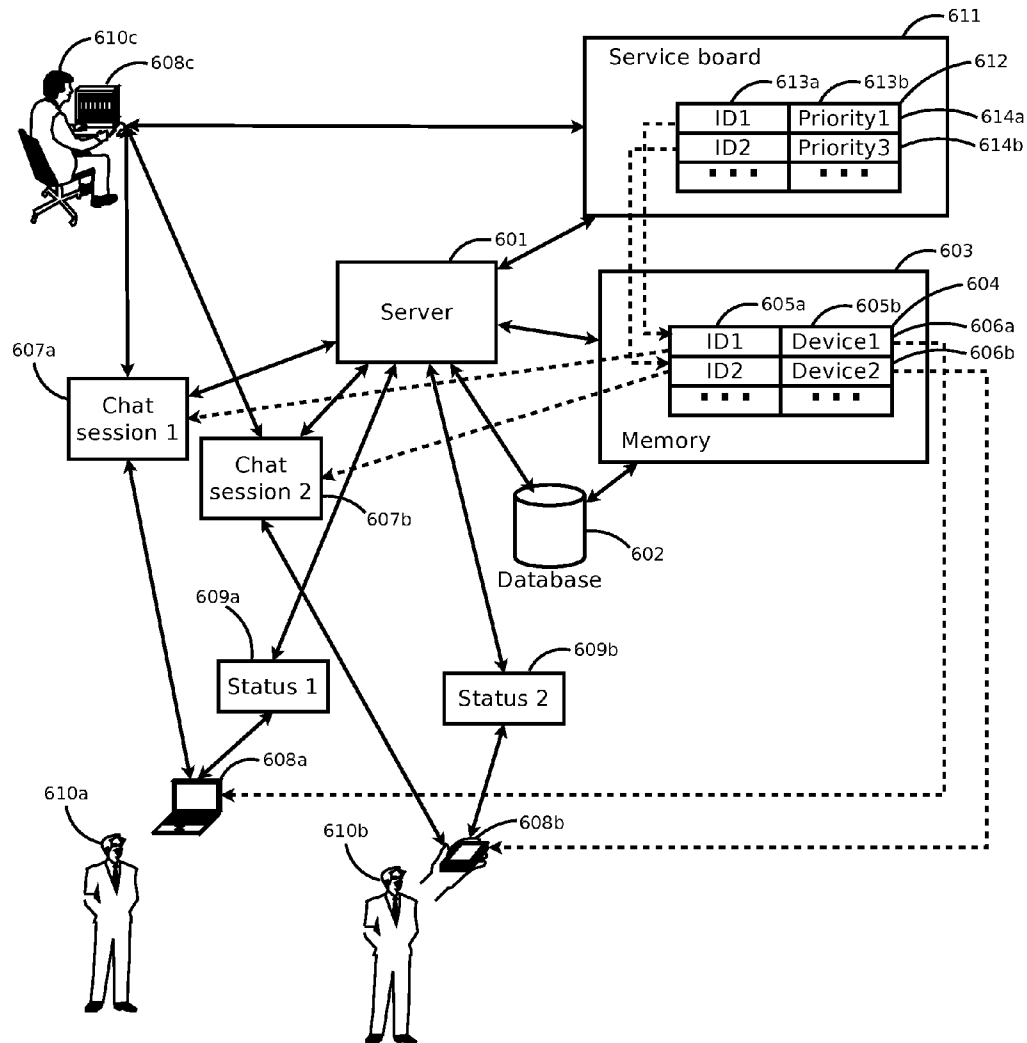 611
610c
608c
Service board
613a
613b
612
ID1
Priority1
614a
ID2
Priority3
614b
■ ■ ■
■ ■ ■
601
603
Server
605a
605b
604
606a
607a
ID1
Device1
606b
ID2
Device2
■ ■ ■
■ ■ ■
Chat
session 1
Memory
Chat
session 2
607b
602
Database
609a
609b
Status 1
Status 2
608a
610a
610b
608b